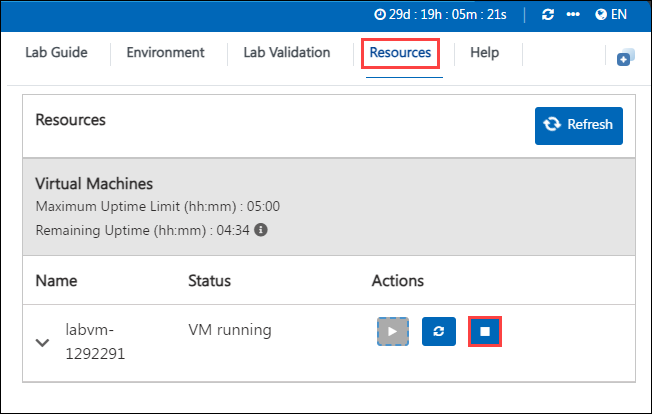 29d : 19h : 05m : 21s EN
Lab Guide Environment Lab Validation Resources Help
Resources
Refresh
Virtual Machines
Maximum Uptime Limit (hh:mm) : 05:00
Remaining Uptime (hh:mm) : 04:34
Name Status Actions
labvm- VM running
1292291